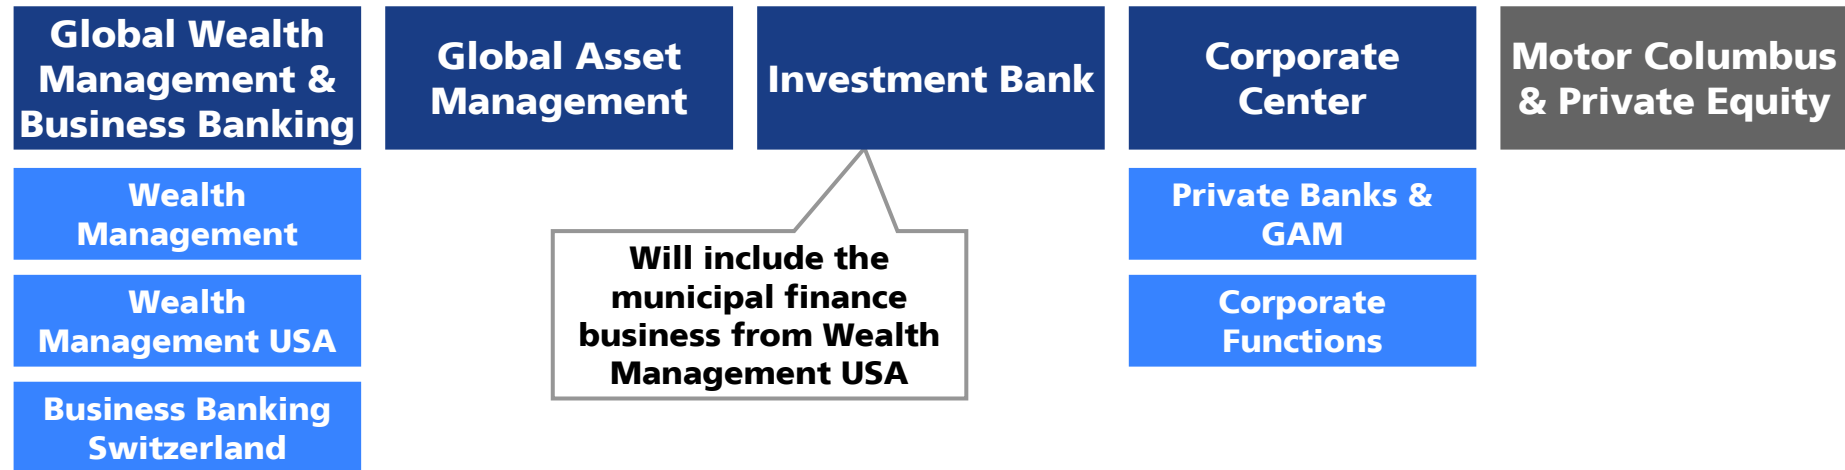 Global Wealth
Management &
Business Banking
Global Asset
Management
Investment Bank
Corporate
Center
Motor Columbus
& Private Equity
Wealth
Management
Wealth
Management USA
Business Banking
Switzerland
Will include the
municipal finance
business from Wealth
Management USA
Private Banks &
GAM
Corporate
Functions